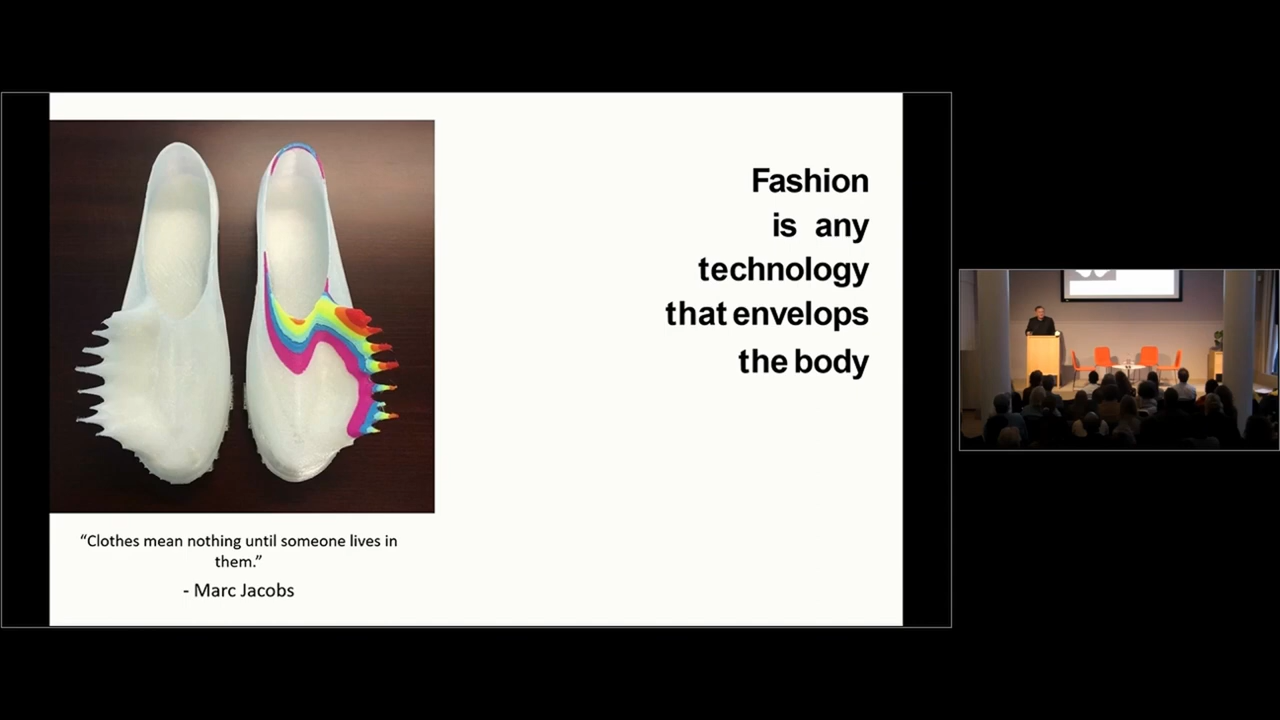 Fashion
is any
technology
that envelops
the body
“Clothes mean nothing until someone lives in
them.”
- Marc Jacobs